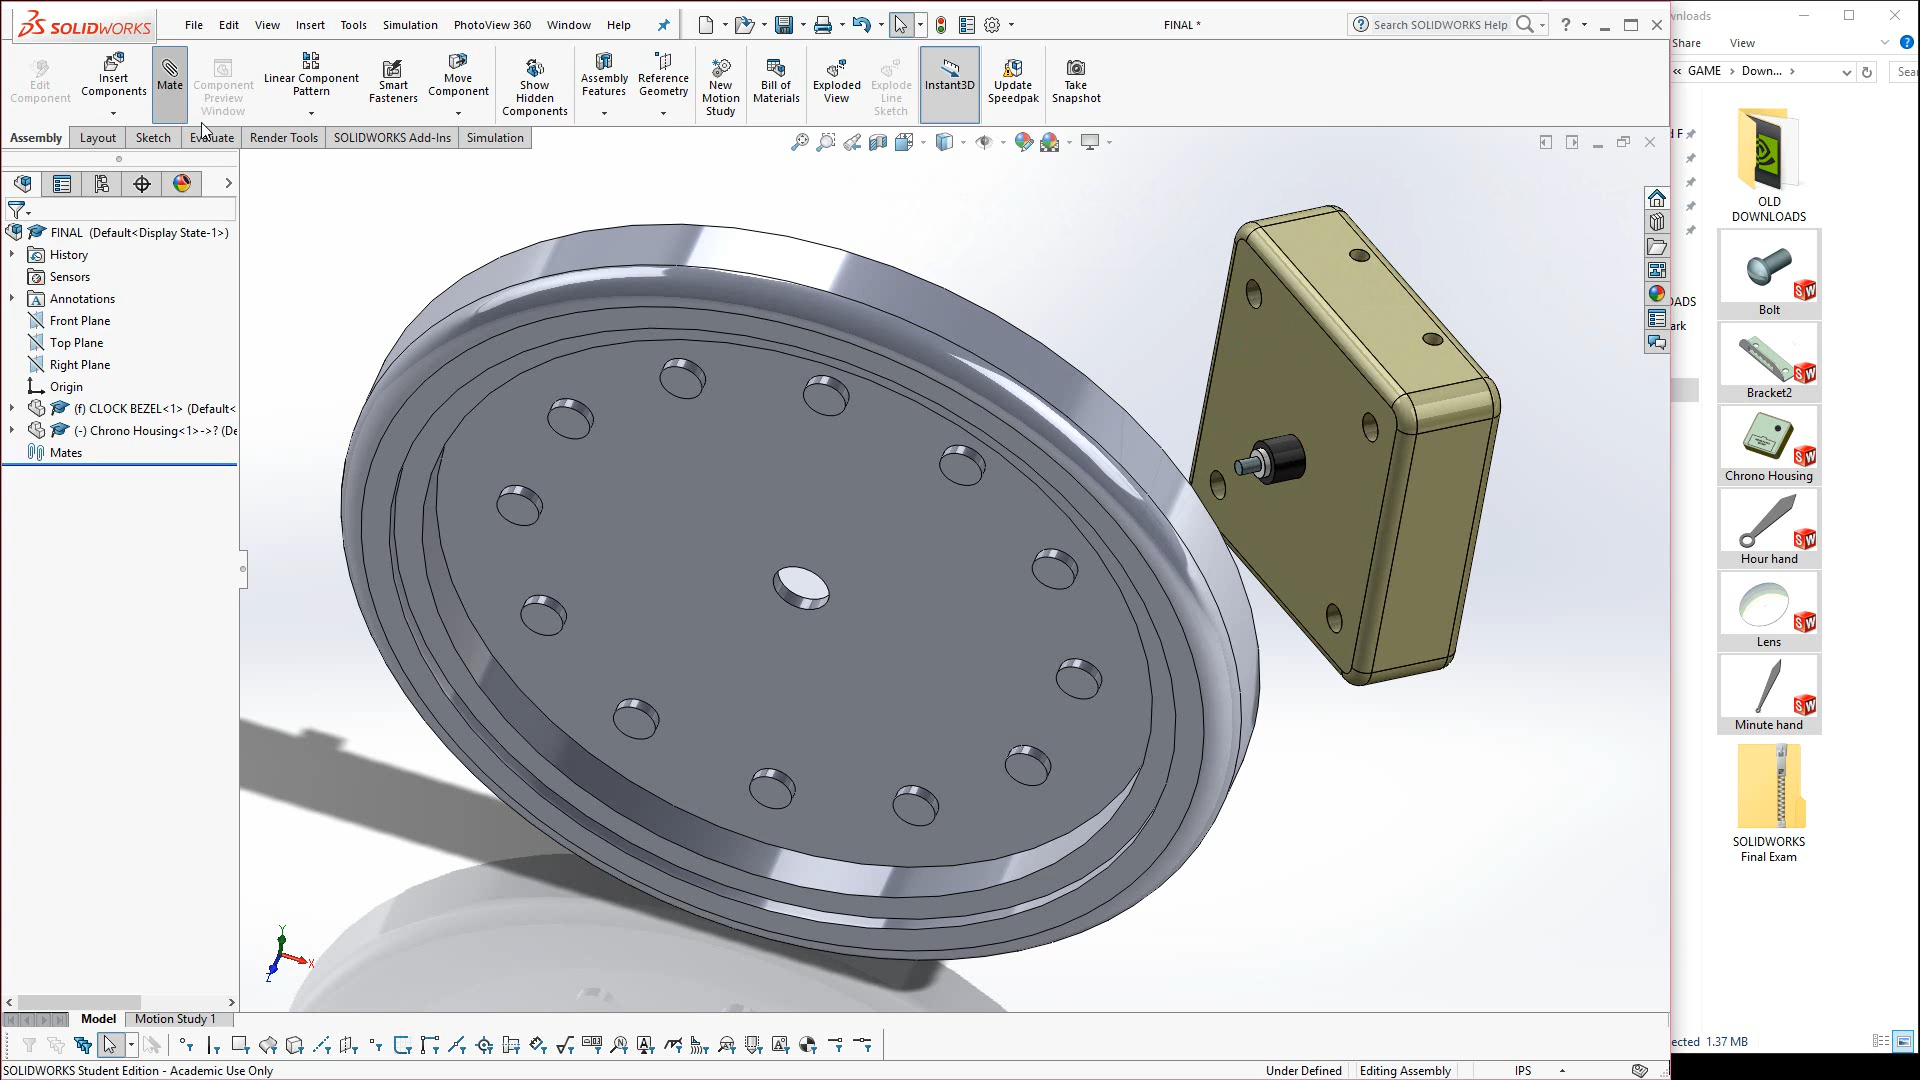 SOLIDWORKS
File Edit View Insert Tools Simulation PhotoView 360 Window Help
FINAL *
Search SOLIDWORKS Help
Edit Component
Insert Components
Mate
Component Preview Window
Linear Component Pattern
Smart Fasteners
Move Component
Show Hidden Components
Assembly Features
Reference Geometry
New Motion Study
Bill of Materials
Exploded View
Explode Line Sketch
Instant3D
Update Speedpak
Take Snapshot
Assembly Layout Sketch Evaluate Render Tools SOLIDWORKS Add-Ins Simulation
FINAL (Default<Display State-1>)
History
Sensors
Annotations
Front Plane
Top Plane
Right Plane
Origin
(f) CLOCK BEZEL<1> (Default<
(-) Chrono Housing<1>->? (De
Mates
Y
X
Z
Model Motion Study 1
SOLIDWORKS Student Edition - Academic Use Only
Under Defined Editing Assembly IPS
wnloads
Share View
« GAME > Down... >
Sea
F
OADS
ark
OLD
DOWNLOADS
Bolt
Bracket2
Chrono Housing
Hour hand
Lens
Minute hand
SOLIDWORKS
Final Exam
ected 1.37 MB